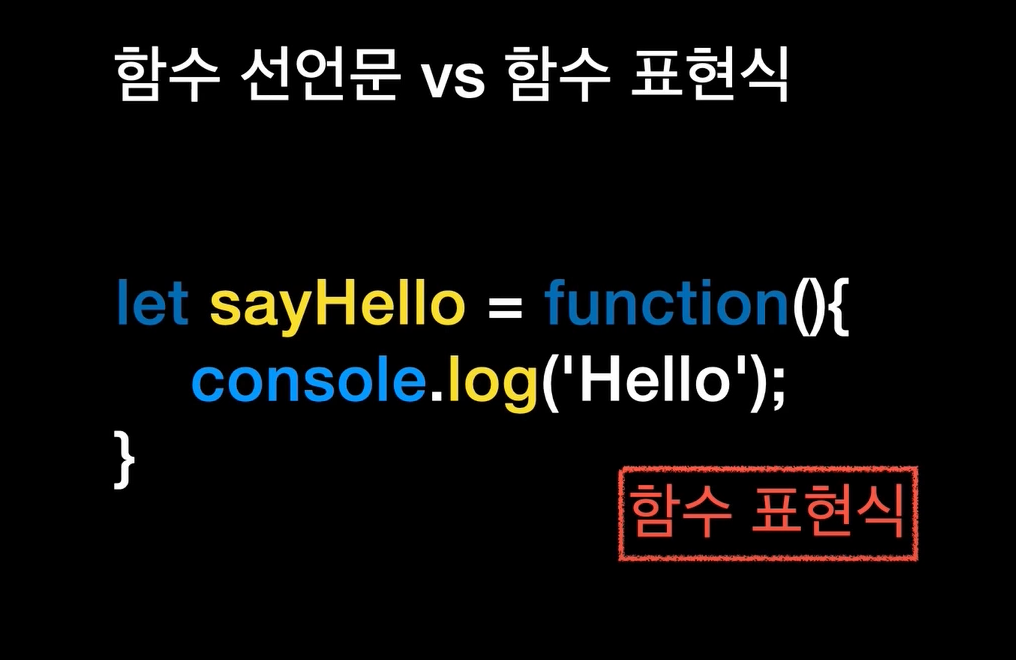 함수 선언문 vs 함수 표현식
let sayHello = function(){
console.log('Hello');
}
함수 표현식